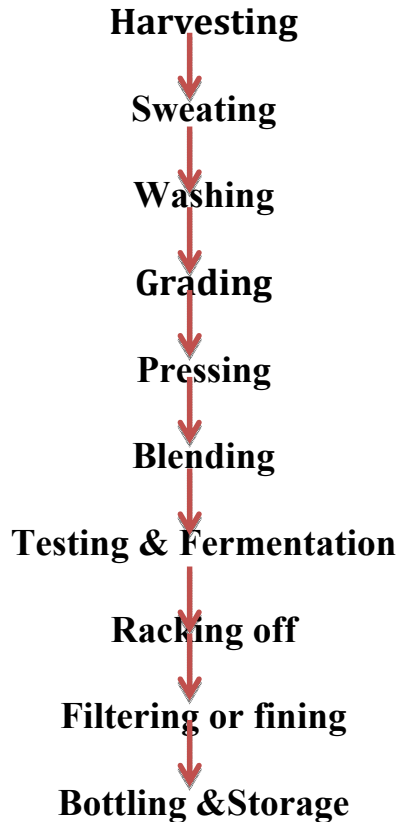 Harvesting
Sweating
Washing
Grading
Pressing
Blending
Testing & Fermentation
Racking off
Filtering or fining
Bottling &Storage